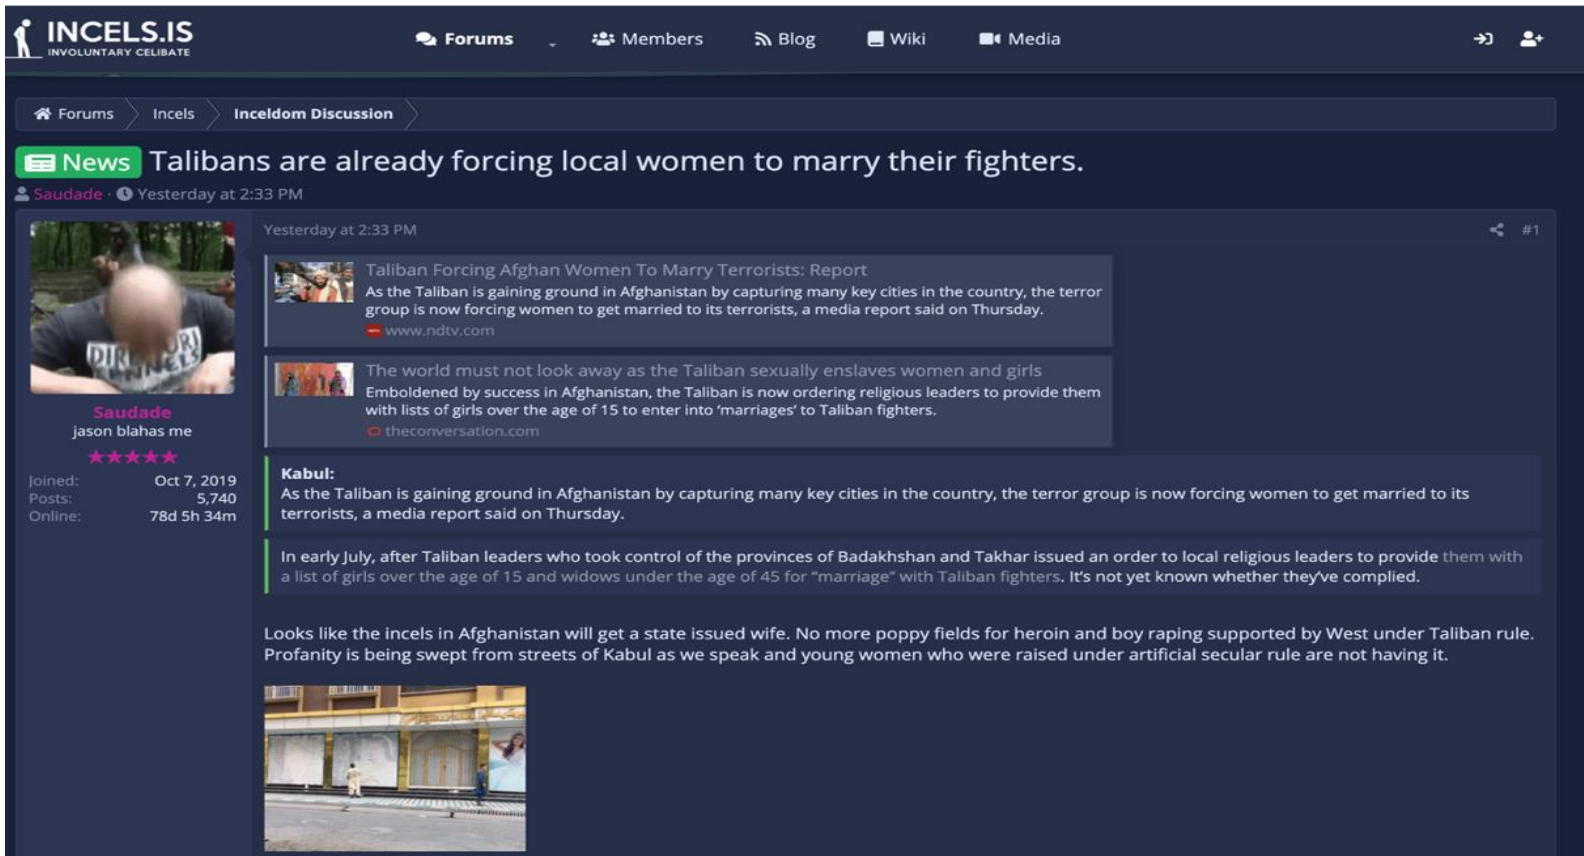 INCELS.IS
INVOLUNTARY CELIBATE
Forums
Members
Blog
Wiki
Media
Forums
Incels
Inceldom Discussion
News Talibans are already forcing local women to marry their fighters.
Saudade · Yesterday at 2:33 PM
Yesterday at 2:33 PM
#1
Taliban Forcing Afghan Women To Marry Terrorists: Report
As the Taliban is gaining ground in Afghanistan by capturing many key cities in the country, the terror
group is now forcing women to get married to its terrorists, a media report said on Thursday.
www.ndtv.com
The world must not look away as the Taliban sexually enslaves women and girls
Emboldened by success in Afghanistan, the Taliban is now ordering religious leaders to provide them
with lists of girls over the age of 15 to enter into ‘marriages’ to Taliban fighters.
theconversation.com
Saudade
jason blahas me
Joined: Oct 7, 2019
Posts: 5,740
Online: 78d 5h 34m
Kabul:
As the Taliban is gaining ground in Afghanistan by capturing many key cities in the country, the terror group is now forcing women to get married to its
terrorists, a media report said on Thursday.
In early July, after Taliban leaders who took control of the provinces of Badakhshan and Takhar issued an order to local religious leaders to provide them with
a list of girls over the age of 15 and widows under the age of 45 for “marriage” with Taliban fighters. It’s not yet known whether they’ve complied.
Looks like the incels in Afghanistan will get a state issued wife. No more poppy fields for heroin and boy raping supported by West under Taliban rule.
Profanity is being swept from streets of Kabul as we speak and young women who were raised under artificial secular rule are not having it.